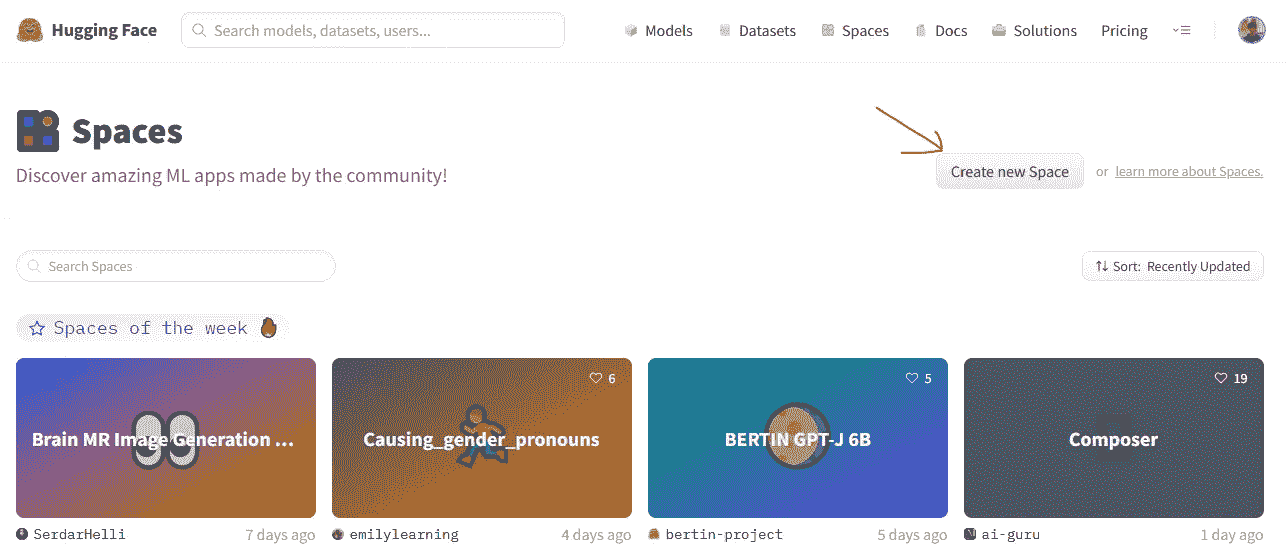 Hugging Face
Search models, datasets, users...
Models
Datasets
Spaces
Docs
Solutions
Pricing
Spaces
Discover amazing ML apps made by the community!
Create new Space or learn more about Spaces.
Search Spaces
Sort: Recently Updated
Spaces of the week
Brain MR Image Generation ...
SerdarHelli 7 days ago
6
Causing_gender_pronouns
emilylearning 4 days ago
5
BERTIN GPT-J 6B
bertin-project 5 days ago
19
Composer
ai-guru 1 day ago